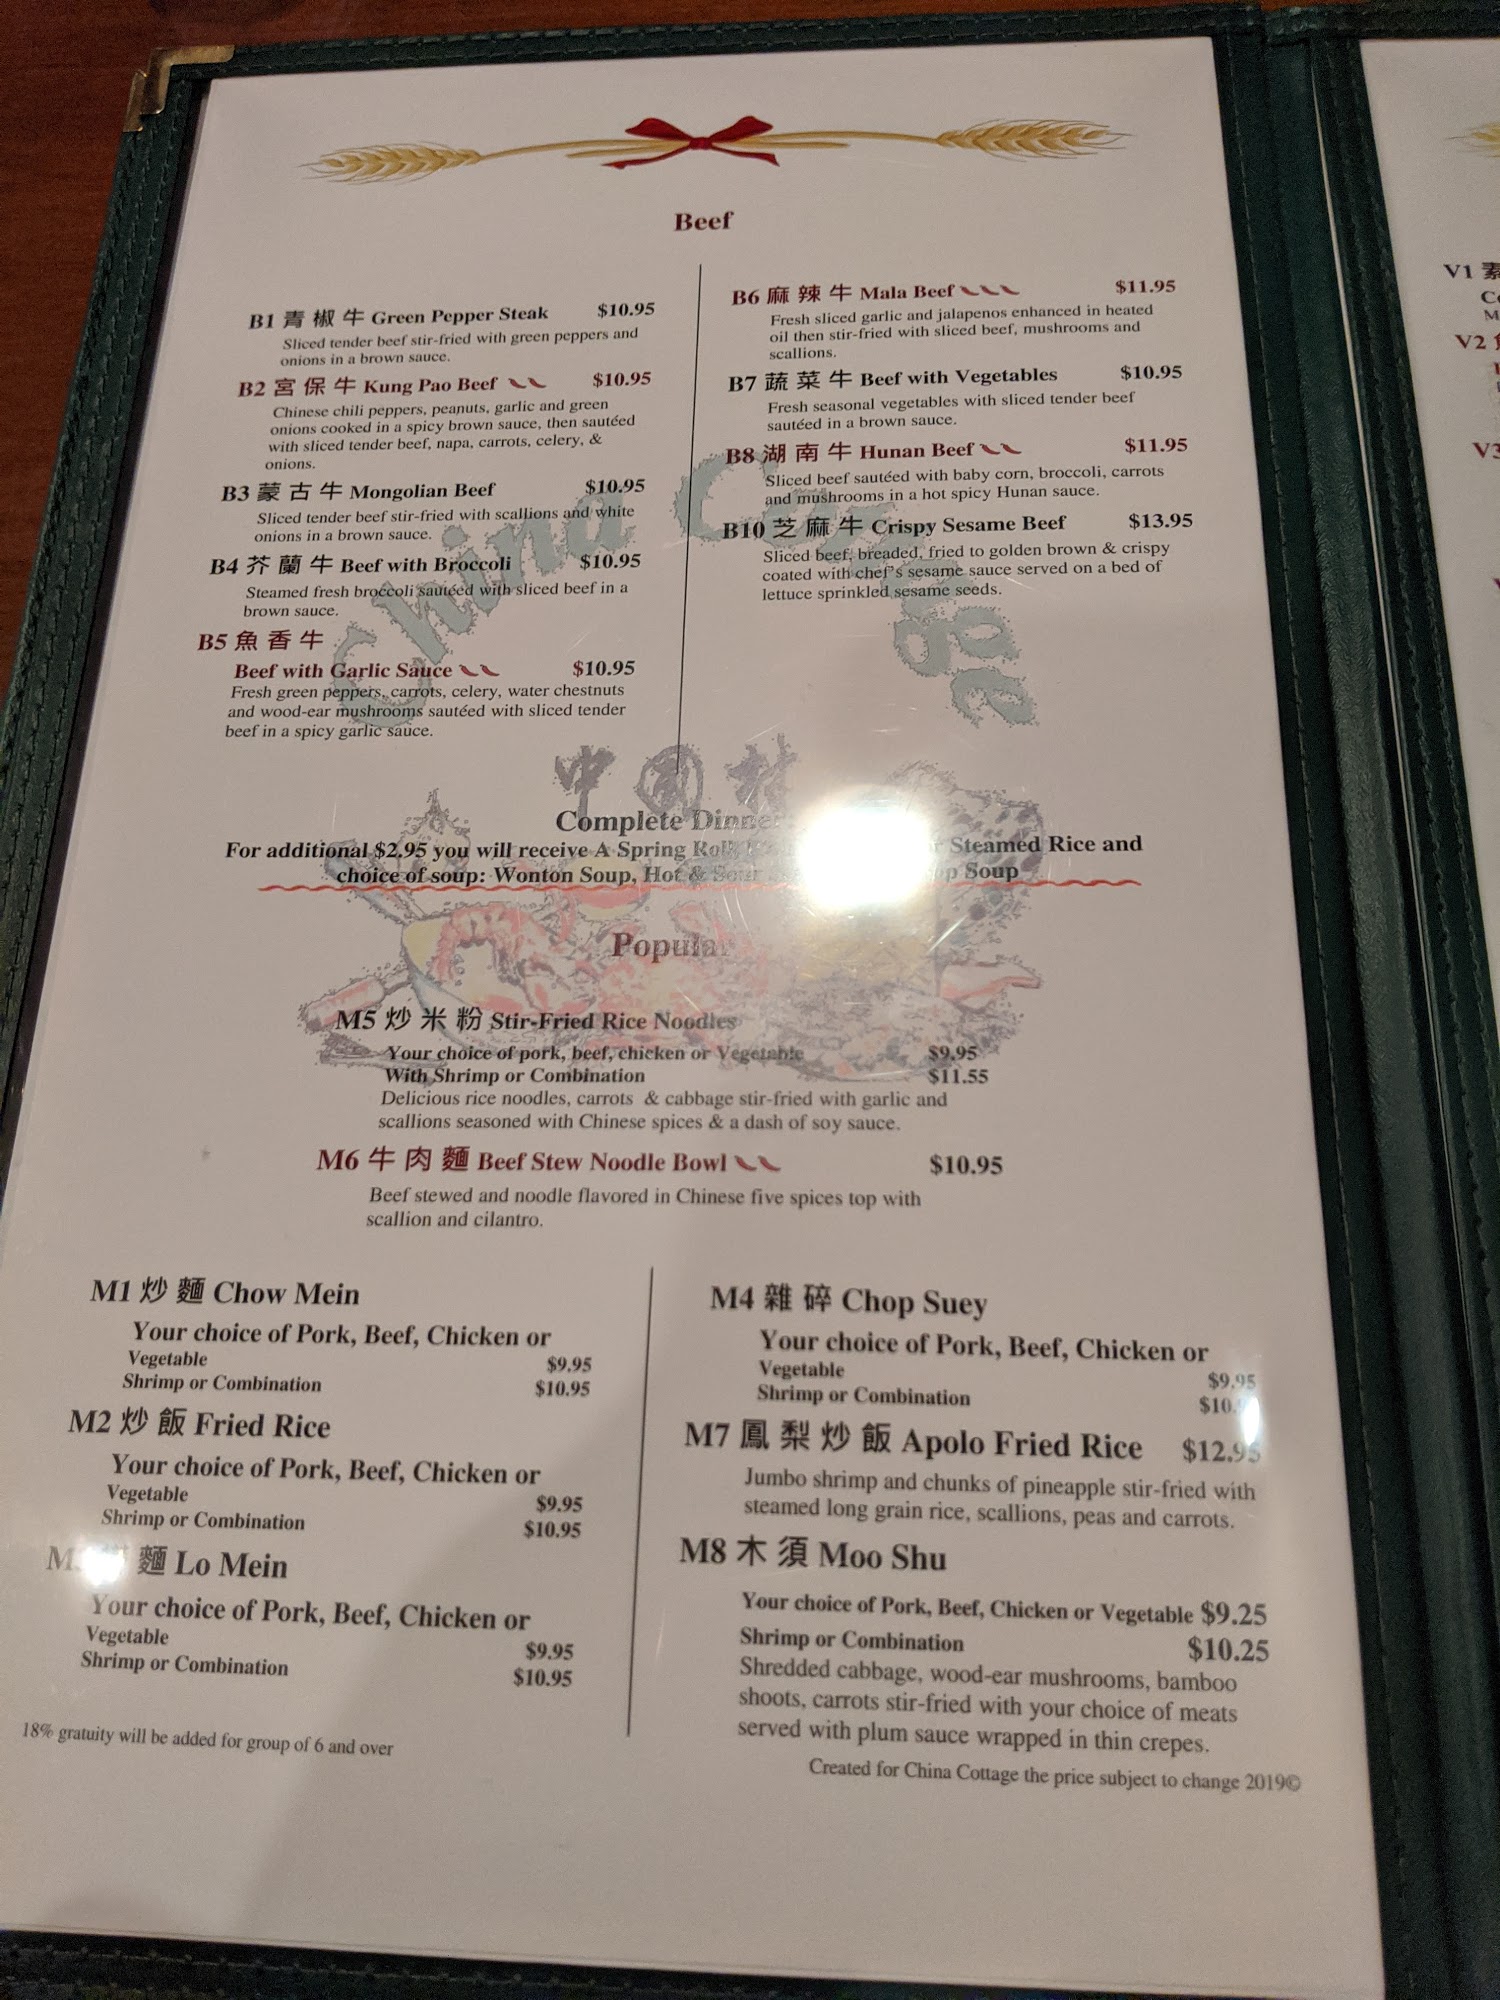 Beef
B1 青椒牛 Green Pepper Steak $10.95
Sliced tender beef stir-fried with green peppers and
onions in a brown sauce.
B2 宮保牛 Kung Pao Beef $10.95
Chinese chili peppers, peanuts, garlic and green
onions cooked in a spicy brown sauce, then sautéed
with sliced tender beef, napa, carrots, celery, &
onions.
B3 蒙古牛 Mongolian Beef $10.95
Sliced tender beef stir-fried with scallions and white
onions in a brown sauce.
B4 芥蘭牛 Beef with Broccoli $10.95
Steamed fresh broccoli sautéed with sliced beef in a
brown sauce.
B5 魚香牛
Beef with Garlic Sauce $10.95
Fresh green peppers, carrots, celery, water chestnuts
and wood-ear mushrooms sautéed with sliced tender
beef in a spicy garlic sauce.
B6 麻辣牛 Mala Beef $11.95
Fresh sliced garlic and jalapenos enhanced in heated
oil then stir-fried with sliced beef, mushrooms and
scallions.
B7 蔬菜牛 Beef with Vegetables $10.95
Fresh seasonal vegetables with sliced tender beef
sautéed in a brown sauce.
B8 湖南牛 Hunan Beef $11.95
Sliced beef sautéed with baby corn, broccoli, carrots
and mushrooms in a hot spicy Hunan sauce.
B10 芝麻牛 Crispy Sesame Beef $13.95
Sliced beef, breaded, fried to golden brown & crispy
coated with chef's sesame sauce served on a bed of
lettuce sprinkled sesame seeds.
China Cottage
中國村
Complete Dinner
For additional $2.95 you will receive A Spring Roll, Steamed Rice and
choice of soup: Wonton Soup, Hot & Sour Soup
Popular
M5 炒米粉 Stir-Fried Rice Noodles
Your choice of pork, beef, chicken or Vegetable $9.95
With Shrimp or Combination $11.55
Delicious rice noodles, carrots & cabbage stir-fried with garlic and
scallions seasoned with Chinese spices & a dash of soy sauce.
M6 牛肉麵 Beef Stew Noodle Bowl $10.95
Beef stewed and noodle flavored in Chinese five spices top with
scallion and cilantro.
M1 炒麵 Chow Mein
Your choice of Pork, Beef, Chicken or
Vegetable $9.95
Shrimp or Combination $10.95
M2 炒飯 Fried Rice
Your choice of Pork, Beef, Chicken or
Vegetable $9.95
Shrimp or Combination $10.95
麵 Lo Mein
Your choice of Pork, Beef, Chicken or
Vegetable $9.95
Shrimp or Combination $10.95
18% gratuity will be added for group of 6 and over
M4 雜碎 Chop Suey
Your choice of Pork, Beef, Chicken or
Vegetable $9.95
Shrimp or Combination
M7 鳳梨炒飯 Apolo Fried Rice $12.95
Jumbo shrimp and chunks of pineapple stir-fried with
steamed long grain rice, scallions, peas and carrots.
M8 木須 Moo Shu
Your choice of Pork, Beef, Chicken or Vegetable $9.25
Shrimp or Combination $10.25
Shredded cabbage, wood-ear mushrooms, bamboo
shoots, carrots stir-fried with your choice of meats
served with plum sauce wrapped in thin crepes.
Created for China Cottage the price subject to change 2019©
V1 素
V2
V3